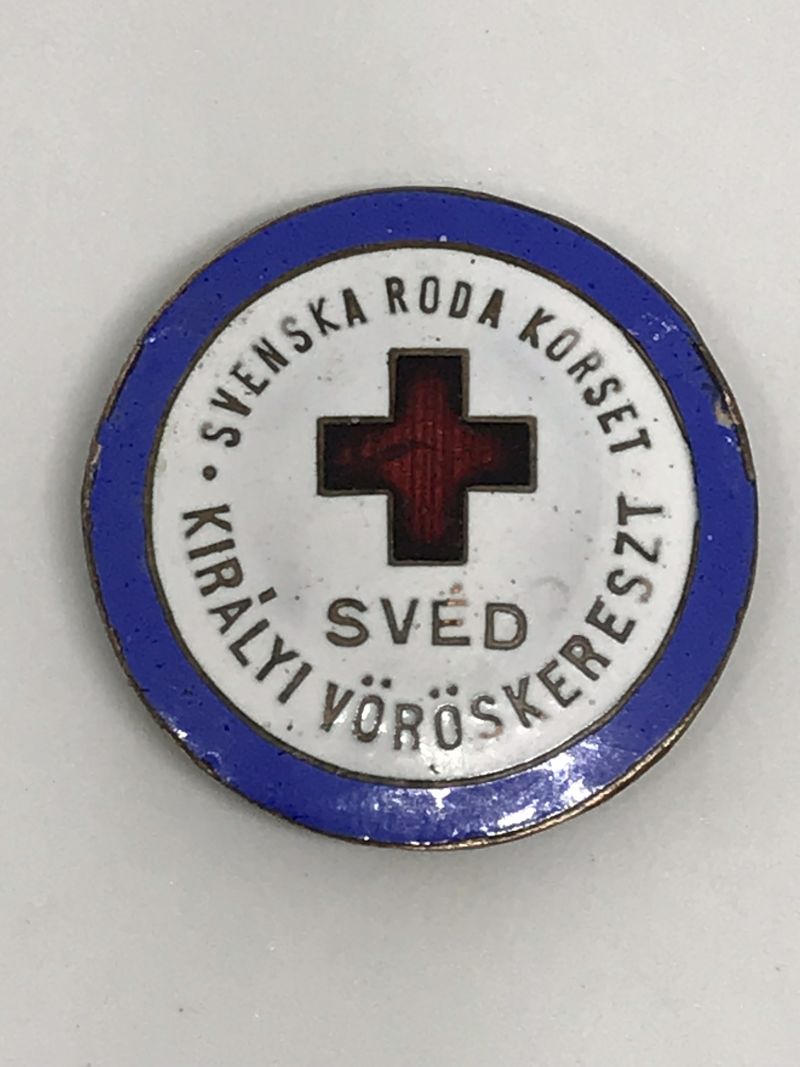 SVENSKA RODA KORSET
SVÉD
KIRÁLYI VÖRÖSKERESZT